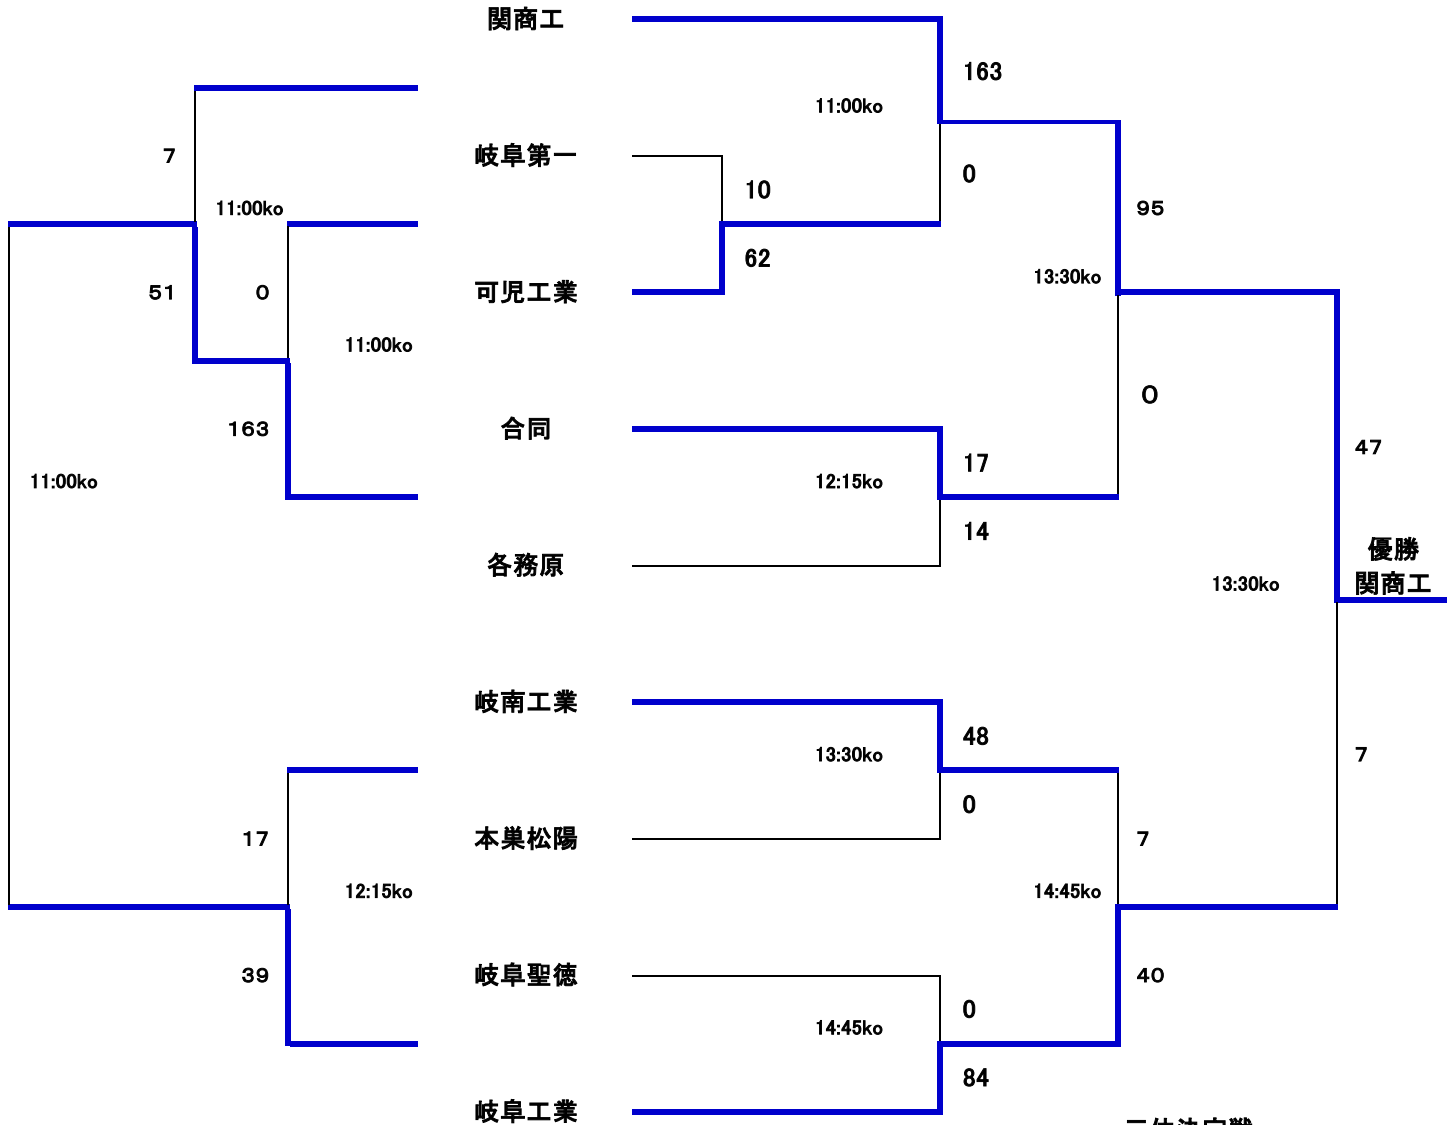 関商工
163
11:00ko
7
岐阜第一
0
10
11:00ko
95
62
13:30ko
51
0
可児工業
11:00ko
0
163
合同
47
17
11:00ko
12:15ko
14
優勝
各務原
13:30ko
関商工
岐南工業
48
13:30ko
7
0
17
本巣松陽
7
12:15ko
14:45ko
39
岐阜聖徳
40
0
14:45ko
84
岐阜工業